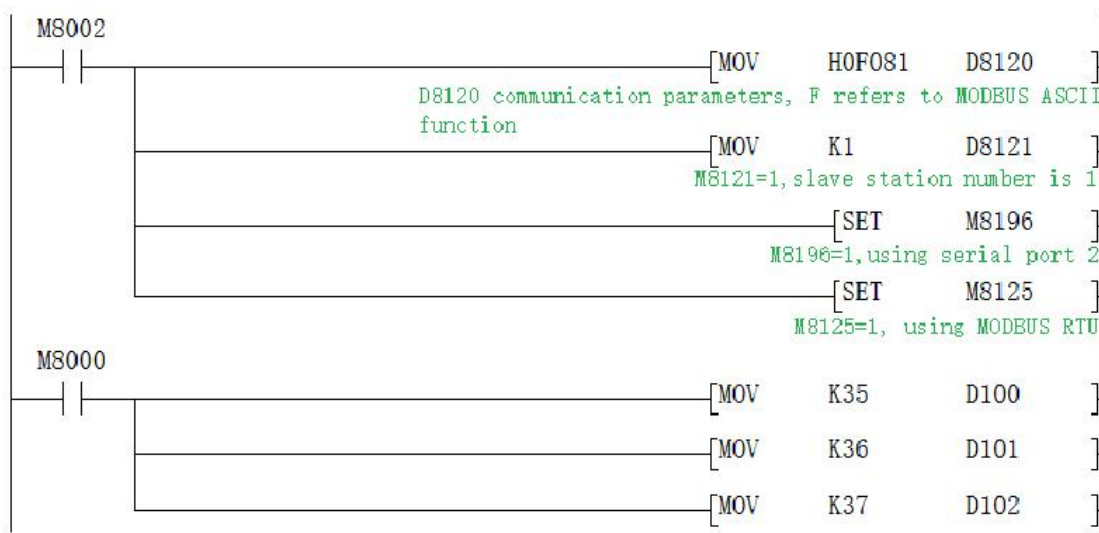 M8002
[MOV H0F081 D8120 ]
D8120 communication parameters, F refers to MODBUS ASCII
function
[MOV K1 D8121 ]
M8121=1,slave station number is 1
[SET M8196 ]
M8196=1,using serial port 2
[SET M8125 ]
M8125=1, using MODBUS RTU
M8000
[MOV K35 D100 ]
[MOV K36 D101 ]
[MOV K37 D102 ]